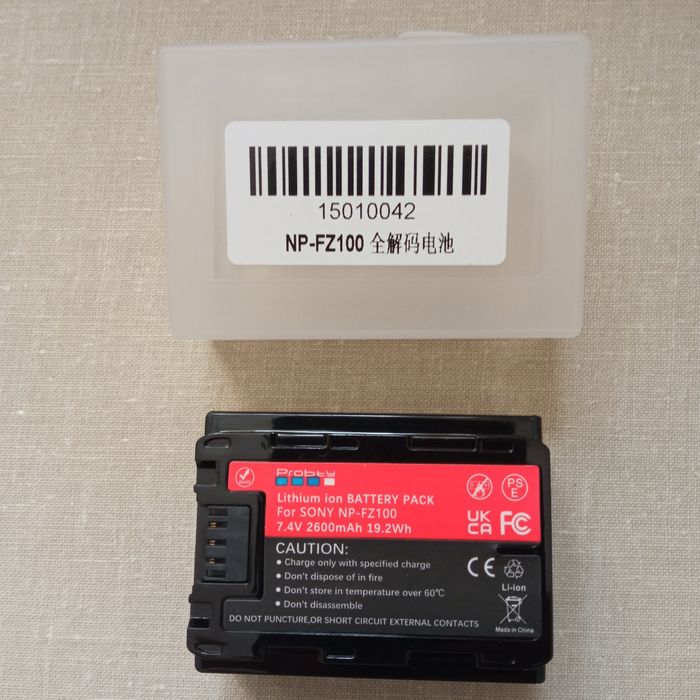 15010042
NP-FZ100 全解码电池
Probty
Lithium ion BATTERY PACK
For SONY NP-FZ100
7.4V 2600mAh 19.2Wh
PS
E
UK
CA
FC
CAUTION:
• Charge only with specified charge
• Don't dispose of in fire
• Don't store in temperature over 60℃
• Don't disassemble
DO NOT PUNCTURE,OR SHORT CIRCUIT EXTERNAL CONTACTS
CE
Li-ion
Made in China